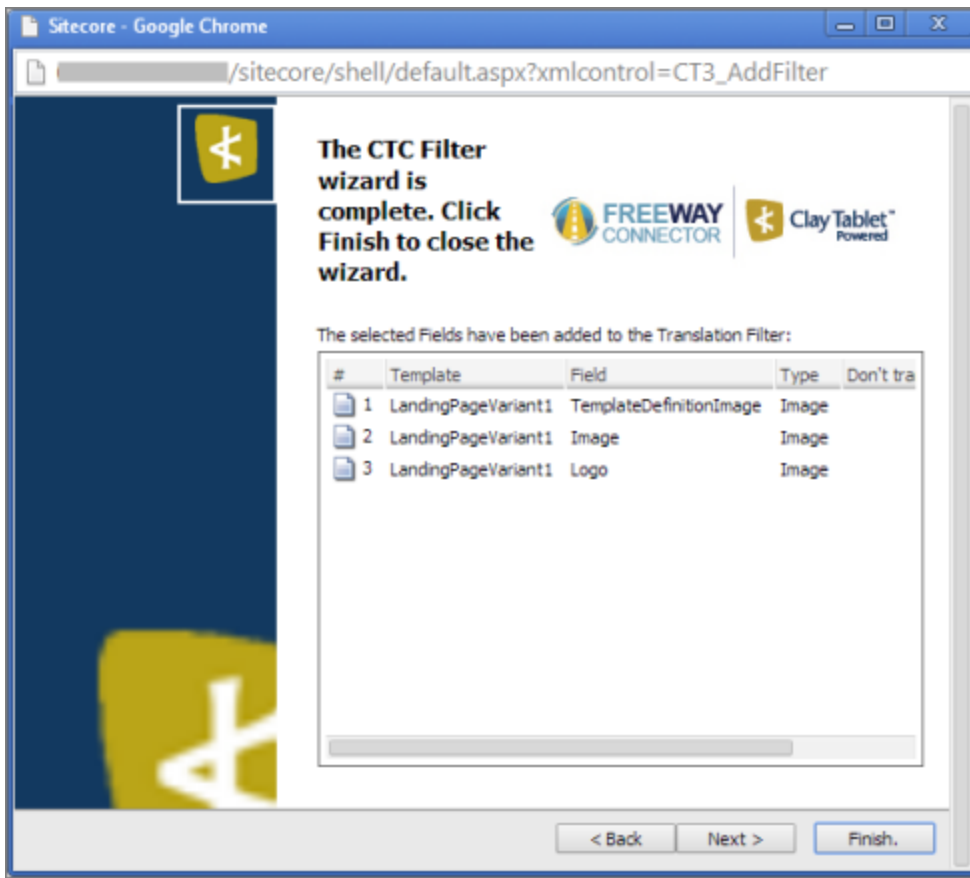 Sitecore - Google Chrome
/sitecore/shell/default.aspx?xmlcontrol=CT3_AddFilter
The CTC Filter
wizard is
complete. Click
Finish to close the
wizard.
FREEWAY
CONNECTOR
Clay Tablet™
Powered
The selected Fields have been added to the Translation Filter:
# Template Field Type Don't tra
1 LandingPageVariant1 TemplateDefinitionImage Image
2 LandingPageVariant1 Image Image
3 LandingPageVariant1 Logo Image
< Back Next > Finish.